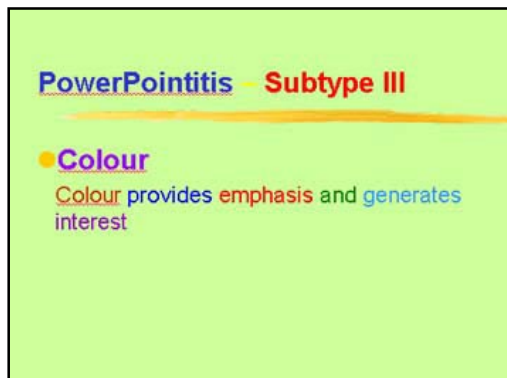 PowerPointitis – Subtype III
Colour
Colour provides emphasis and generates
interest